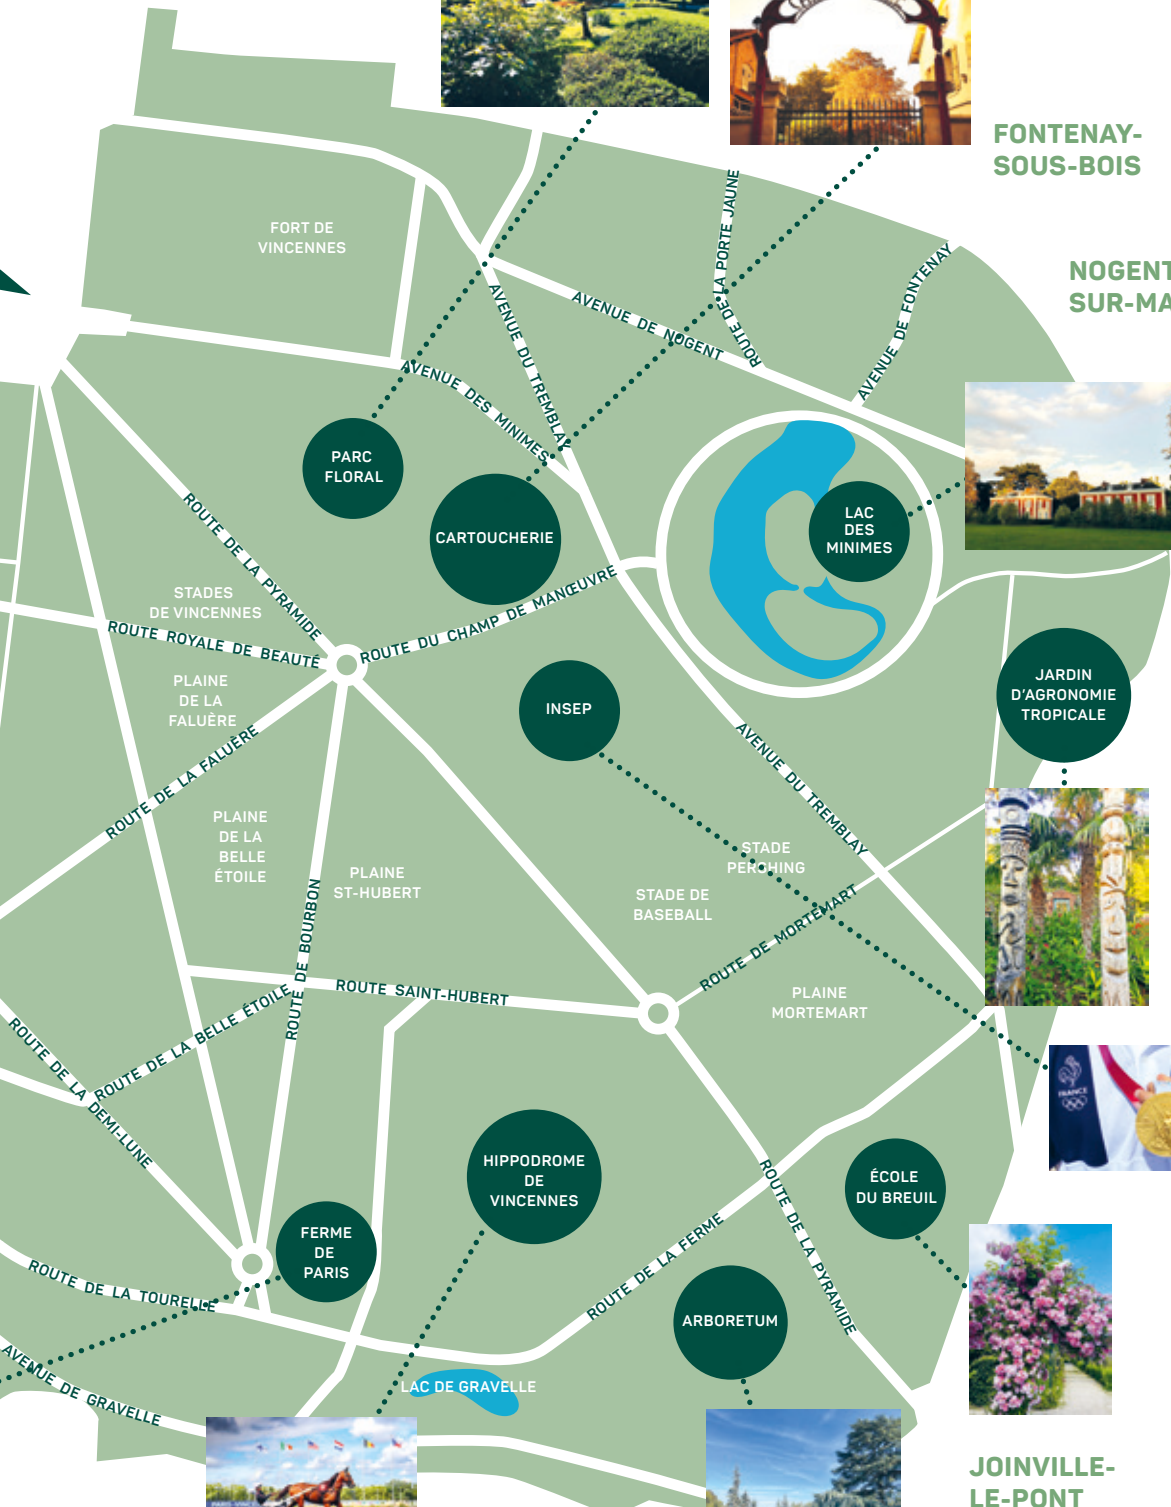 FONTENAY-
SOUS-BOIS
NOGENT
SUR-MA
FORT DE
VINCENNES
ROUTE DE LA PORTE JAUNE
AVENUE DE FONTENAY
AVENUE DE NOGENT
AVENUE DU TREMBLAY
AVENUE DES MINIMES
PARC
FLORAL
CARTOUCHERIE
LAC
DES
MINIMES
ROUTE DE LA PYRAMIDE
STADES
DE VINCENNES
ROUTE ROYALE DE BEAUTÉ
ROUTE DU CHAMP DE MANŒUVRE
PLAINE
DE LA
FALUÈRE
INSEP
JARDIN
D'AGRONOMIE
TROPICALE
ROUTE DE LA FALUÈRE
AVENUE DU TREMBLAY
PLAINE
DE LA
BELLE
ÉTOILE
PLAINE
ST-HUBERT
STADE
PERSHING
STADE DE
BASEBALL
ROUTE DE MORTEMART
ROUTE DE BOURBON
ROUTE SAINT-HUBERT
PLAINE
MORTEMART
ROUTE DE LA BELLE ÉTOILE
ROUTE DE LA DEMI-LUNE
FRANCE
HIPPODROME
DE
VINCENNES
ÉCOLE
DU BREUIL
FERME
DE
PARIS
ROUTE DE LA FERME
ROUTE DE LA PYRAMIDE
ROUTE DE LA TOURELLE
ARBORETUM
AVENUE DE GRAVELLE
LAC DE GRAVELLE
JOINVILLE-
LE-PONT